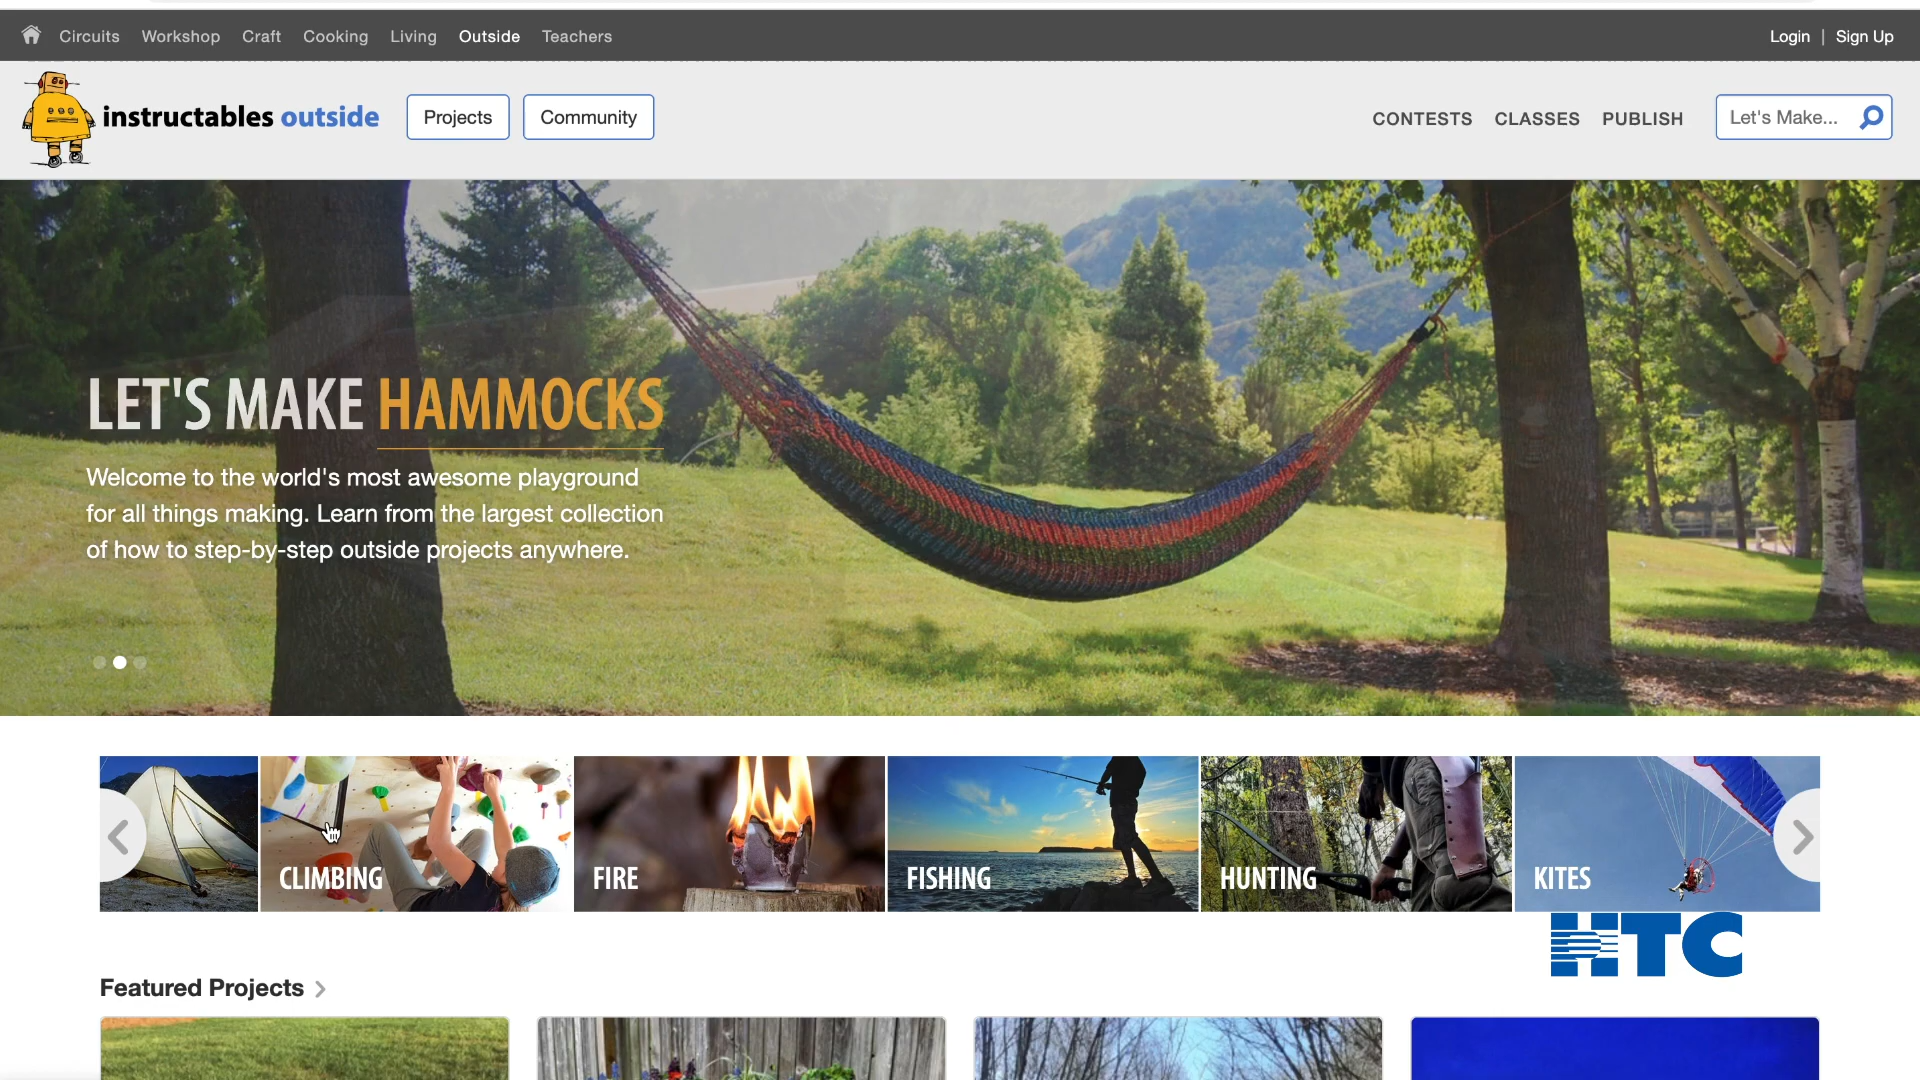 Circuits Workshop Craft Cooking Living Outside Teachers
Login | Sign Up
instructables outside
Projects
Community
CONTESTS CLASSES PUBLISH
Let's Make...
LET'S MAKE HAMMOCKS
Welcome to the world's most awesome playground
for all things making. Learn from the largest collection
of how to step-by-step outside projects anywhere.
CLIMBING
FIRE
FISHING
HUNTING
KITES
HTC
Featured Projects